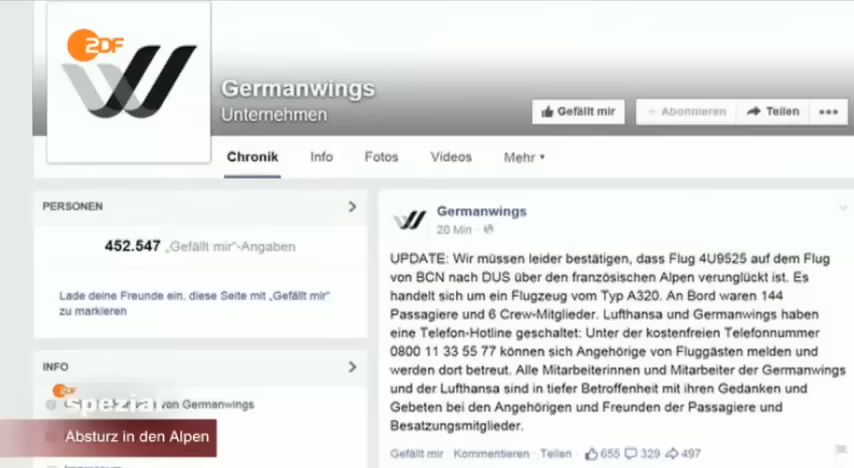 ZDF
Germanwings
Unternehmen
Gefällt mir
+ Abonnieren
Teilen
•••
Chronik Info Fotos Videos Mehr
PERSONEN
452.547 „Gefällt mir“-Angaben
Lade deine Freunde ein, diese Seite mit „Gefällt mir“
zu markieren
INFO
von Germanwings
ZDF
spezial
Absturz in den Alpen
Germanwings
20 Min ·
UPDATE: Wir müssen leider bestätigen, dass Flug 4U9525 auf dem Flug
von BCN nach DUS über den französischen Alpen verunglückt ist. Es
handelt sich um ein Flugzeug vom Typ A320. An Bord waren 144
Passagiere und 6 Crew-Mitglieder. Lufthansa und Germanwings haben
eine Telefon-Hotline geschaltet: Unter der kostenfreien Telefonnummer
0800 11 33 55 77 können sich Angehörige von Fluggästen melden und
werden dort betreut. Alle Mitarbeiterinnen und Mitarbeiter der Germanwings
und der Lufthansa sind in tiefer Betroffenheit mit ihren Gedanken und
Gebeten bei den Angehörigen und Freunden der Passagiere und
Besatzungsmitglieder.
Gefällt mir · Kommentieren · Teilen · 655 329 497